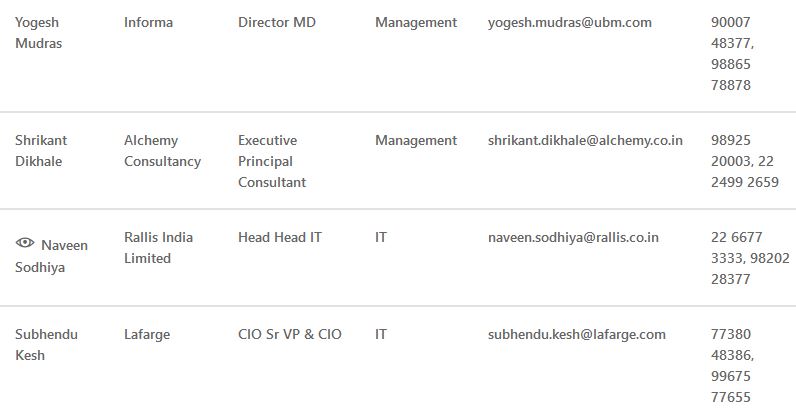 Yogesh Informa Director MD Management yogesh.mudras@ubm.com 90007
Mudras 48377,
98865
78878
Shrikant Alchemy Executive Management shrikant.dikhale@alchemy.co.in 98925
Dikhale Consultancy Principal 20003, 22
Consultant 2499 2659
Naveen Rallis India Head Head IT IT naveen.sodhiya@rallis.co.in 22 6677
Sodhiya Limited 3333, 98202
28377
Subhendu Lafarge CIO Sr VP & CIO IT subhendu.kesh@lafarge.com 77380
Kesh 48386,
99675
77655